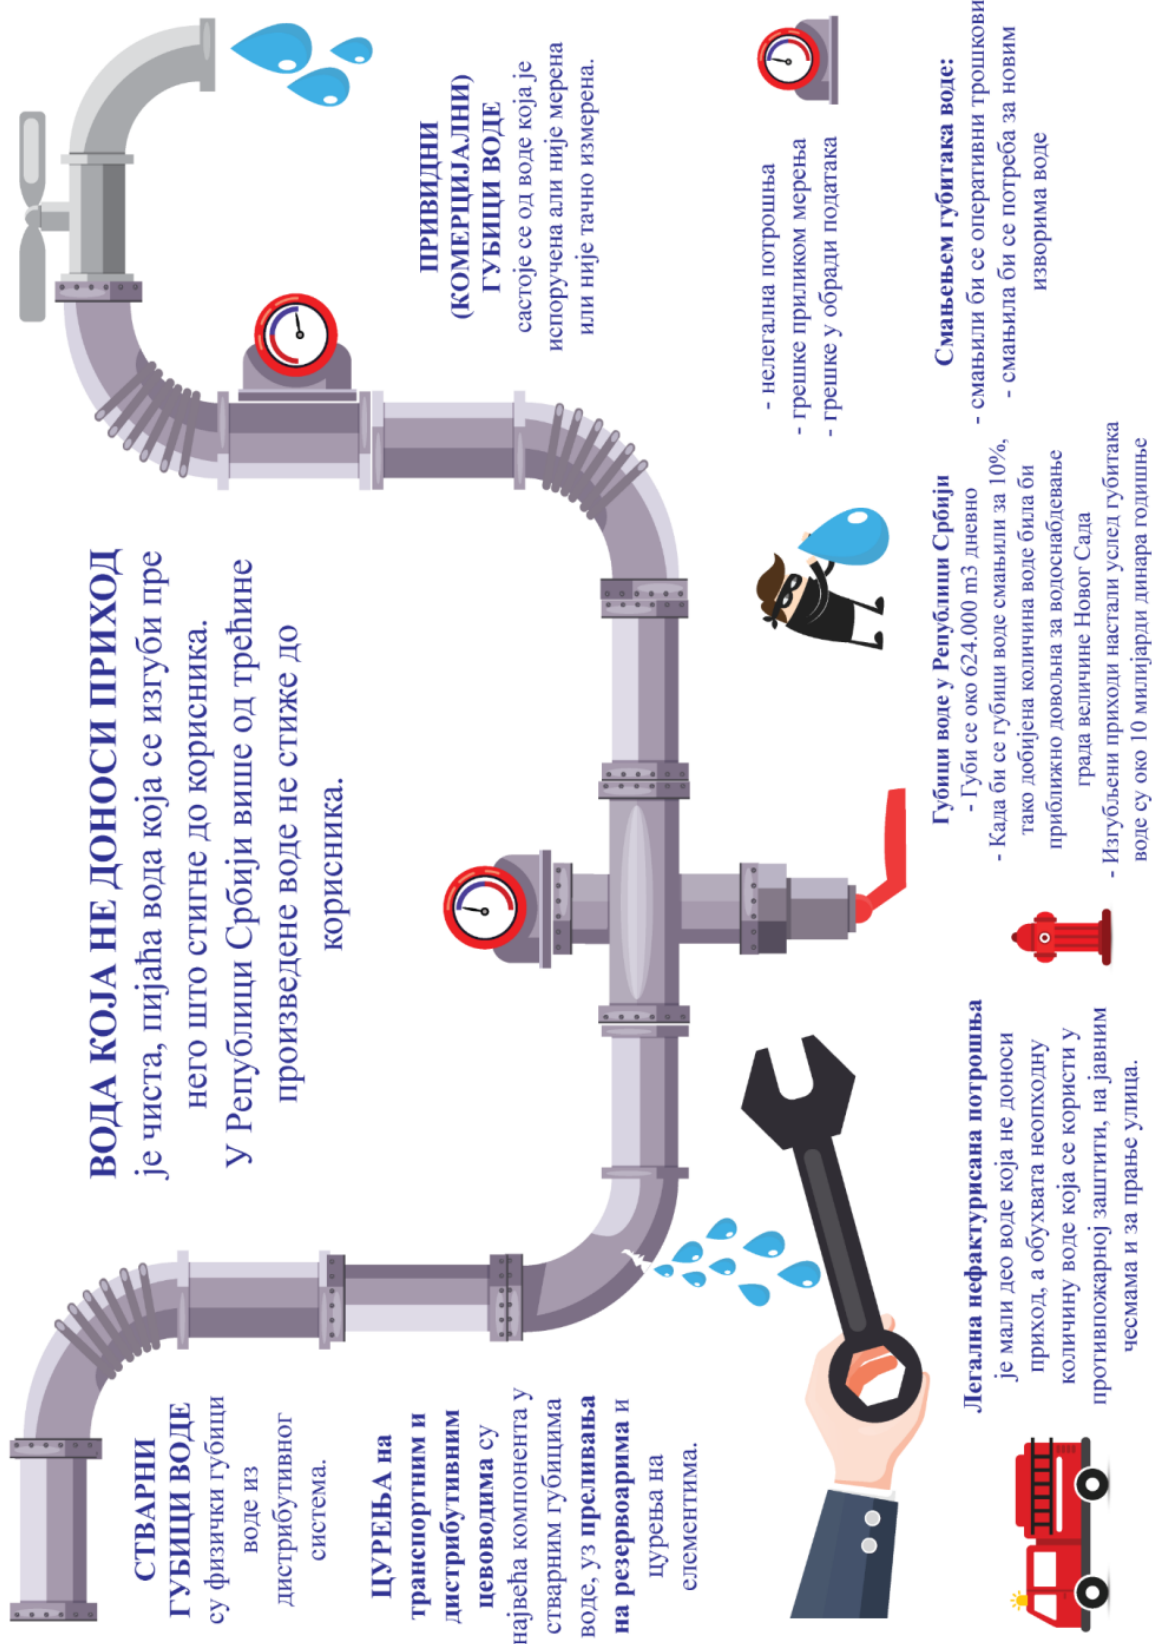 ВОДА КОЈА НЕ ДОНОСИ ПРИХОД
је чиста, пијаћа вода која се изгуби пре
него што стигне до корисника.
У Републици Србији више од трећине
произведене воде не стиже до
корисника.
СТВАРНИ
ГУБИЦИ ВОДЕ
су физички губици
воде из
дистрибутивног
система.
ЦУРЕЊА на
транспортним и
дистрибутивним
цевоводима су
највећа компонента у
стварним губицима
воде, уз преливања
на резервоарима и
цурења на
елементима.
ПРИВИДНИ
(КОМЕРЦИЈАЛНИ)
ГУБИЦИ ВОДЕ
састоје се од воде која је
испоручена али није мерена
или није тачно измерена.
- нелегална потрошња
- грешке приликом мерења
- грешке у обради података
Легална нефактурисана потрошња
је мали део воде која не доноси
приход, а обухвата неопходну
количину воде која се користи у
противпожарној заштити, на јавним
чесмама и за прање улица.
Губици воде у Републици Србији
- Губи се око 624.000 m3 дневно
- Када би се губици воде смањили за 10%,
тако добијена количина воде била би
приближно довољна за водоснабдевање
града величине Новог Сада
- Изгубљени приходи настали услед губитака
воде су око 10 милијарди динара годишње
Смањењем губитака воде:
- смањили би се оперативни трошкови
- смањила би се потреба за новим
изворима воде